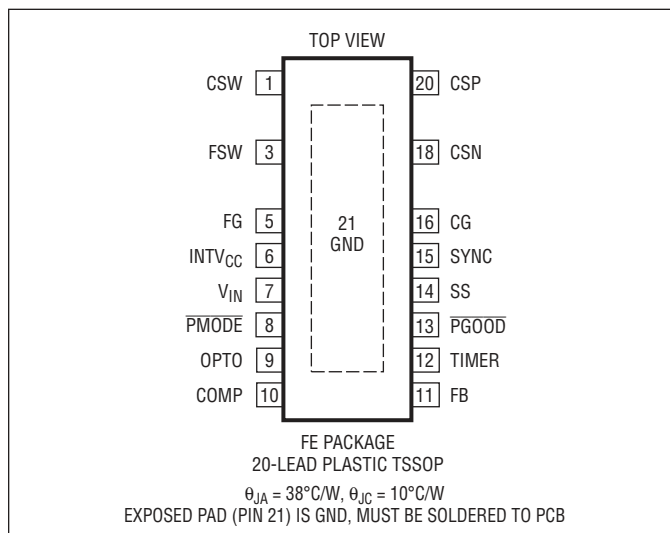 TOP VIEW
CSW 1 20 CSP
FSW 3 18 CSN
FG 5 16 CG
INTVCC 6 15 SYNC
VIN 7 14 SS
PMODE 8 13 PGOOD
OPTO 9 12 TIMER
COMP 10 11 FB
21
GND
FE PACKAGE
20-LEAD PLASTIC TSSOP
θJA = 38°C/W, θJC = 10°C/W
EXPOSED PAD (PIN 21) IS GND, MUST BE SOLDERED TO PCB